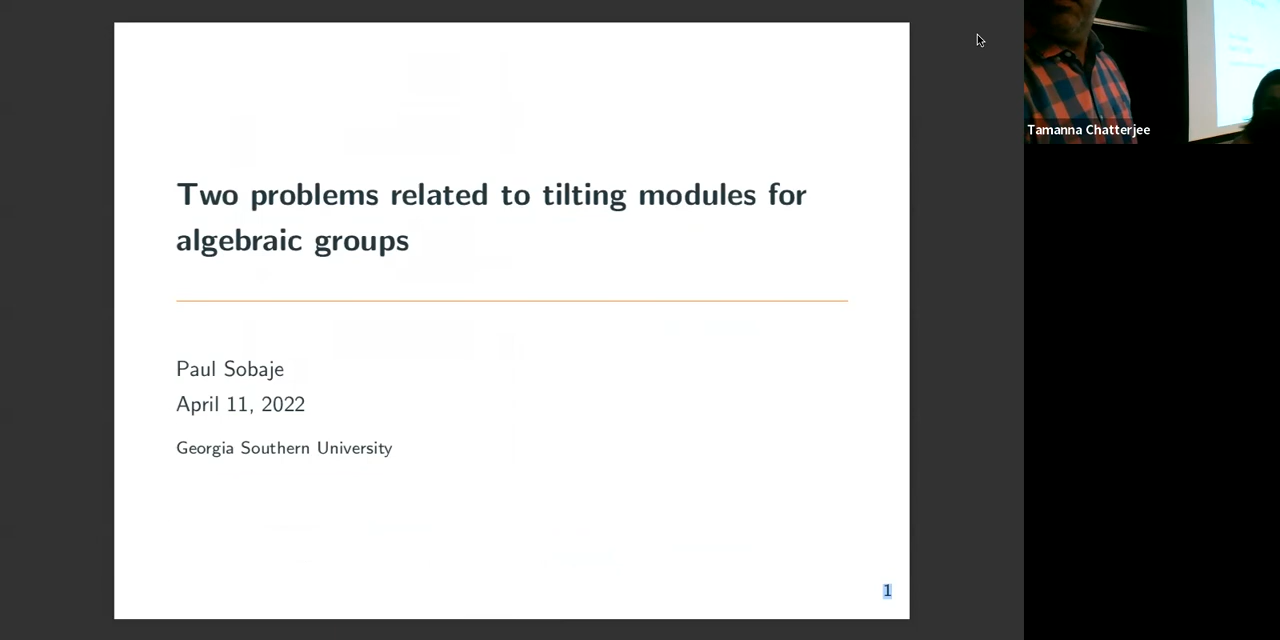 Two problems related to tilting modules for
algebraic groups
Paul Sobaje
April 11, 2022
Georgia Southern University
1
Tamanna Chatterjee